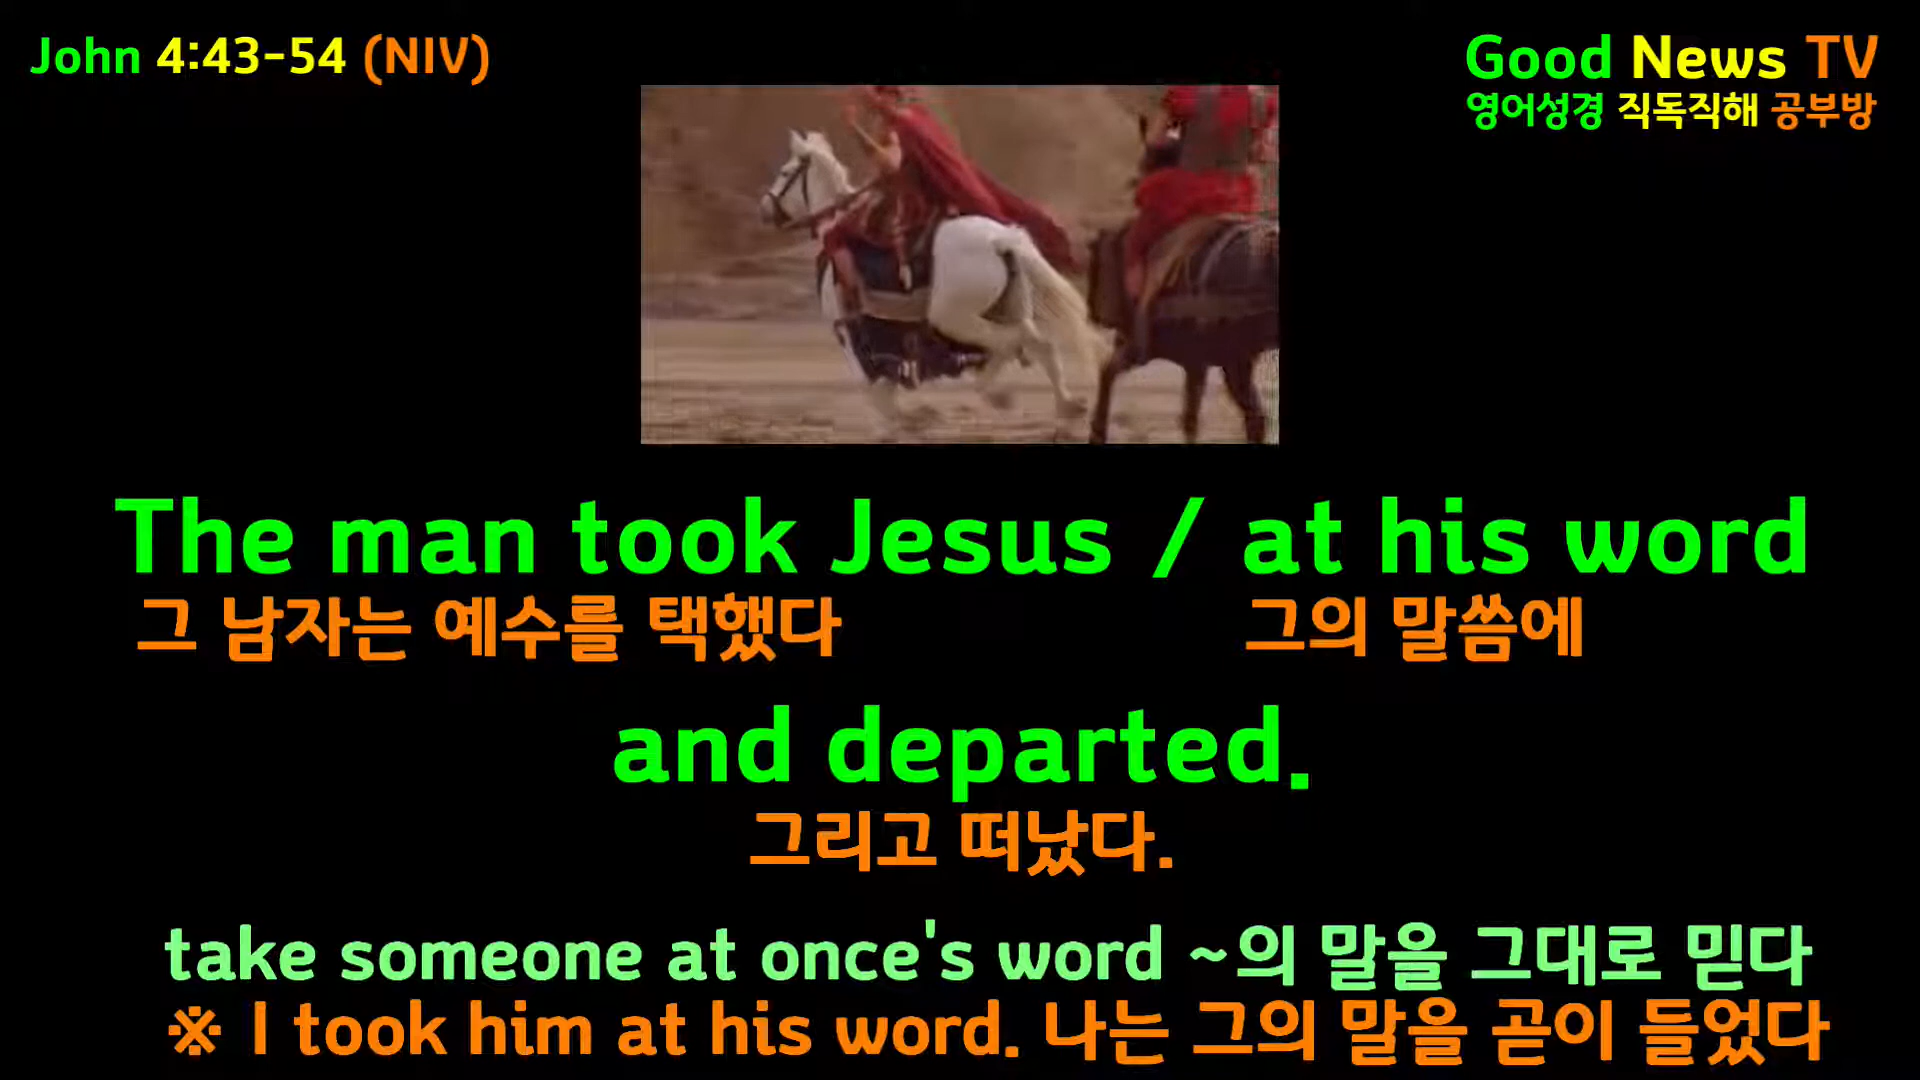 John 4:43-54 (NIV)
Good News TV
영어성경 직독직해 공부방
The man took Jesus / at his word
그 남자는 예수를 택했다 그의 말씀에
and departed.
그리고 떠났다.
take someone at once's word ~의 말을 그대로 믿다
※ I took him at his word. 나는 그의 말을 곧이 들었다